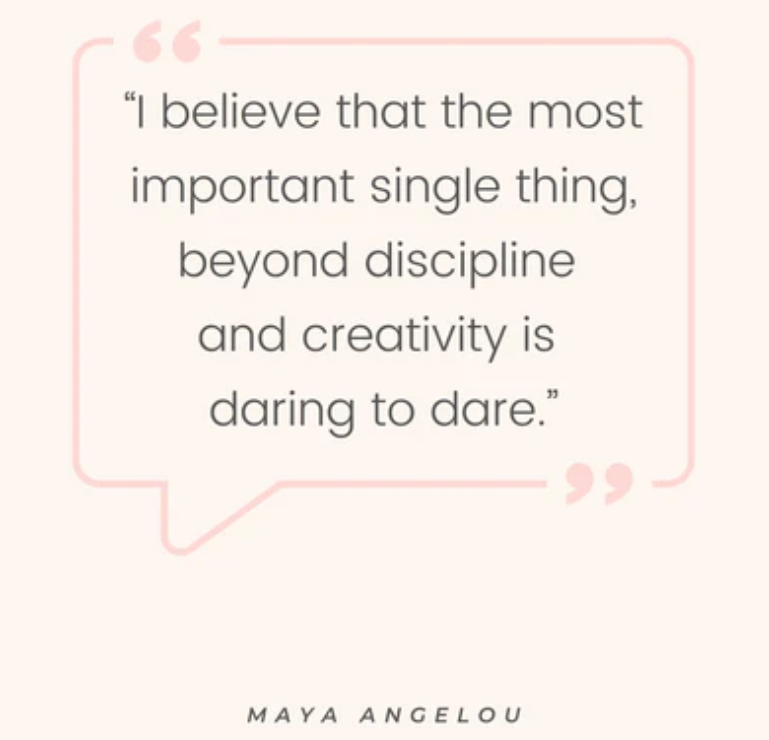 “I believe that the most
important single thing,
beyond discipline
and creativity is
daring to dare.”
MAYA ANGELOU